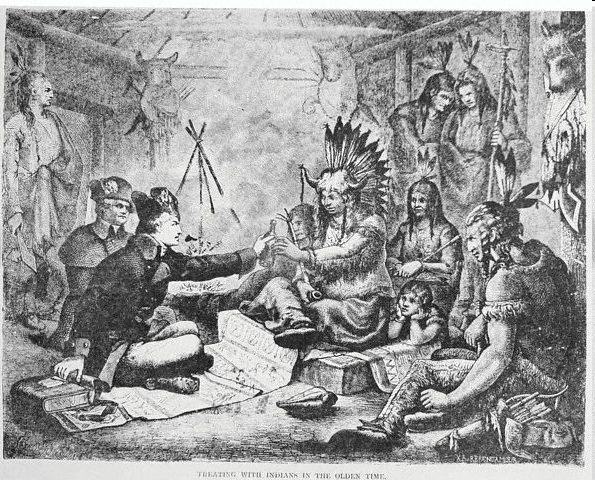 TREATING WITH INDIANS IN THE OLDEN TIME.